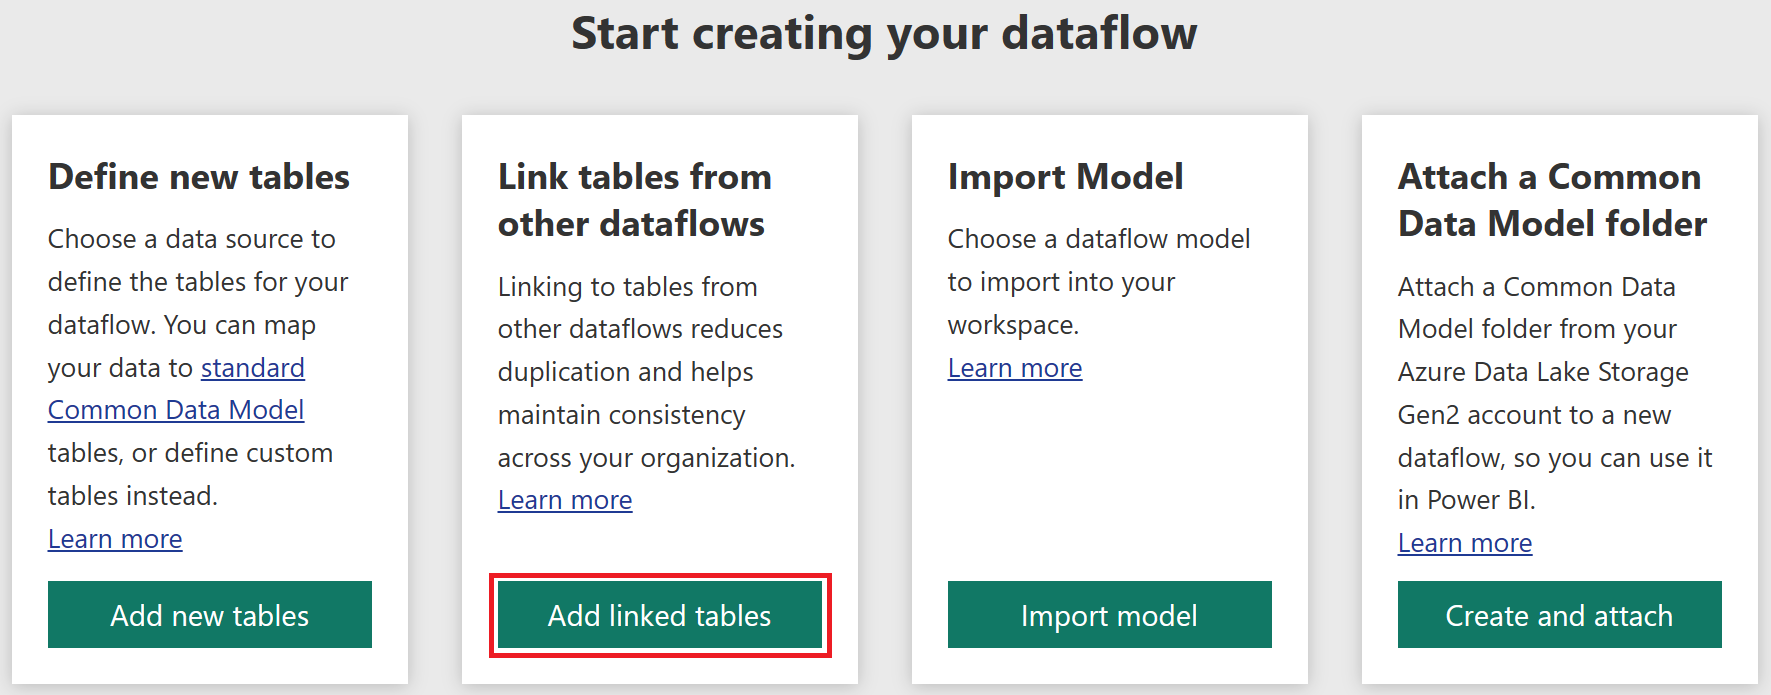 Start creating your dataflow
Define new tables
Choose a data source to
define the tables for your
dataflow. You can map
your data to standard
Common Data Model
tables, or define custom
tables instead.
Learn more
Add new tables
Link tables from
other dataflows
Linking to tables from
other dataflows reduces
duplication and helps
maintain consistency
across your organization.
Learn more
Add linked tables
Import Model
Choose a dataflow model
to import into your
workspace.
Learn more
Import model
Attach a Common
Data Model folder
Attach a Common Data
Model folder from your
Azure Data Lake Storage
Gen2 account to a new
dataflow, so you can use it
in Power BI.
Learn more
Create and attach